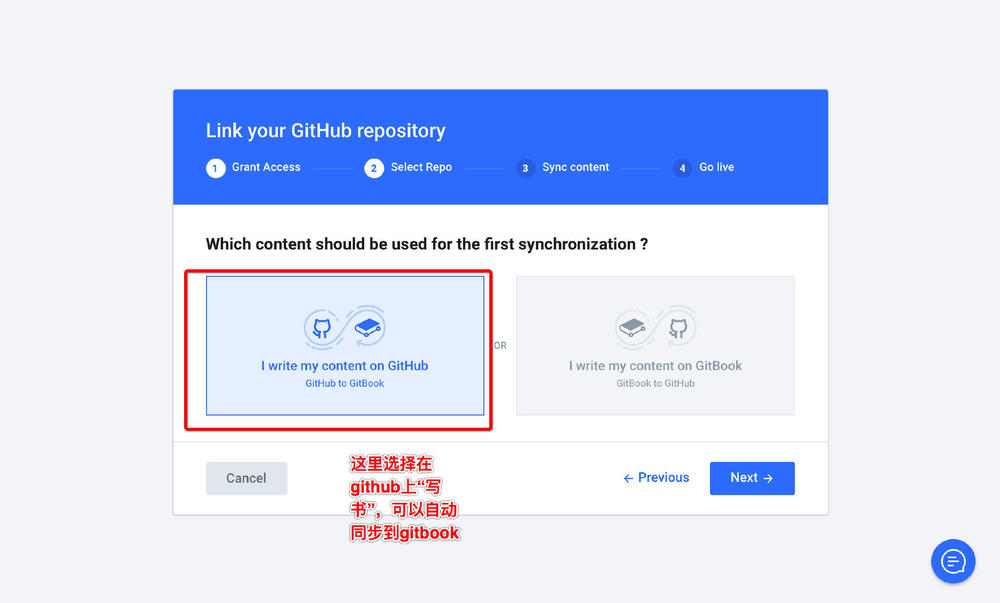 Link your GitHub repository
1 Grant Access 2 Select Repo 3 Sync content 4 Go live
Which content should be used for the first synchronization ?
I write my content on GitHub
GitHub to GitBook
OR
I write my content on GitBook
GitBook to GitHub
Cancel
← Previous
Next →
这里选择在
github上“写
书”，可以自动
同步到gitbook